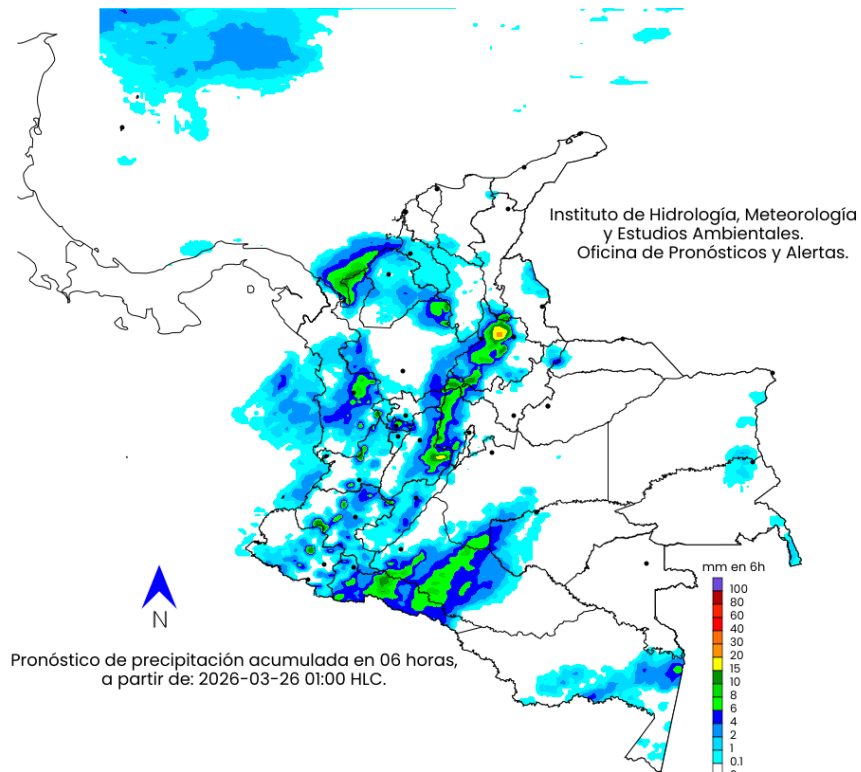 Instituto de Hidrología, Meteorología
y Estudios Ambientales.
Oficina de Pronósticos y Alertas.
N
Pronóstico de precipitación acumulada en 06 horas,
a partir de: 2026-03-26 01:00 HLC.
mm en 6h
100
80
60
40
30
20
15
10
8
6
4
2
1
0.1